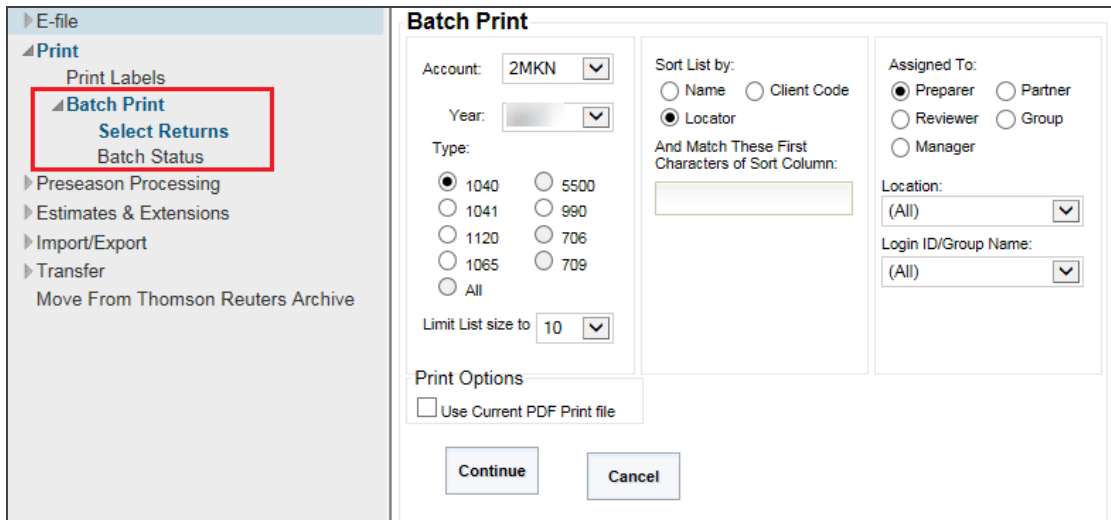 E-file
Print
Print Labels
Batch Print
Select Returns
Batch Status
Preseason Processing
Estimates & Extensions
Import/Export
Transfer
Move From Thomson Reuters Archive
Batch Print
Account: 2MKN
Year:
Type:
1040 5500
1041 990
1120 706
1065 709
All
Limit List size to 10
Sort List by:
Name Client Code
Locator
And Match These First
Characters of Sort Column:
Assigned To:
Preparer Partner
Reviewer Group
Manager
Location:
(All)
Login ID/Group Name:
(All)
Print Options
Use Current PDF Print file
Continue Cancel